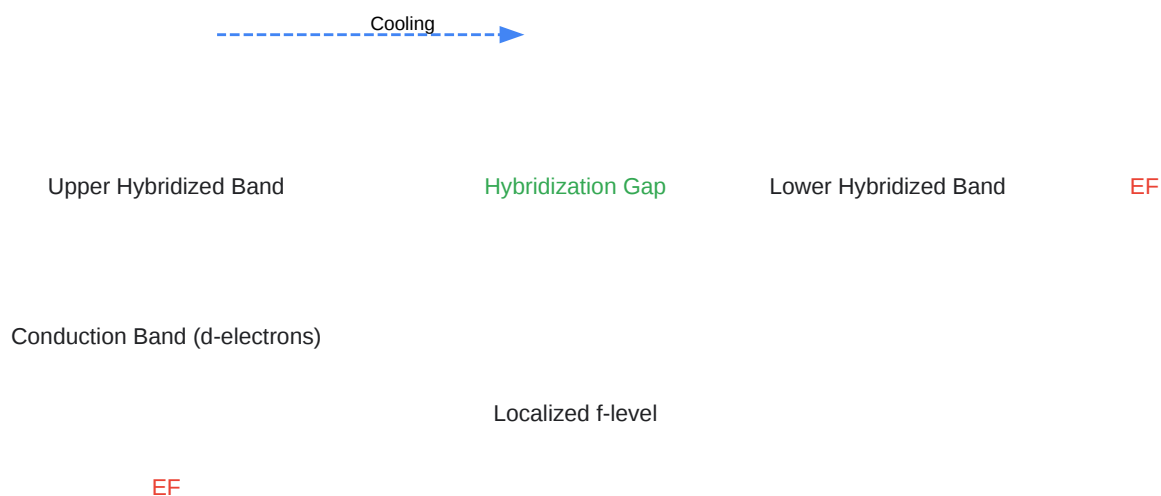 Cooling
Upper Hybridized Band
Hybridization Gap
Lower Hybridized Band
EF
Conduction Band (d-electrons)
Localized f-level
EF